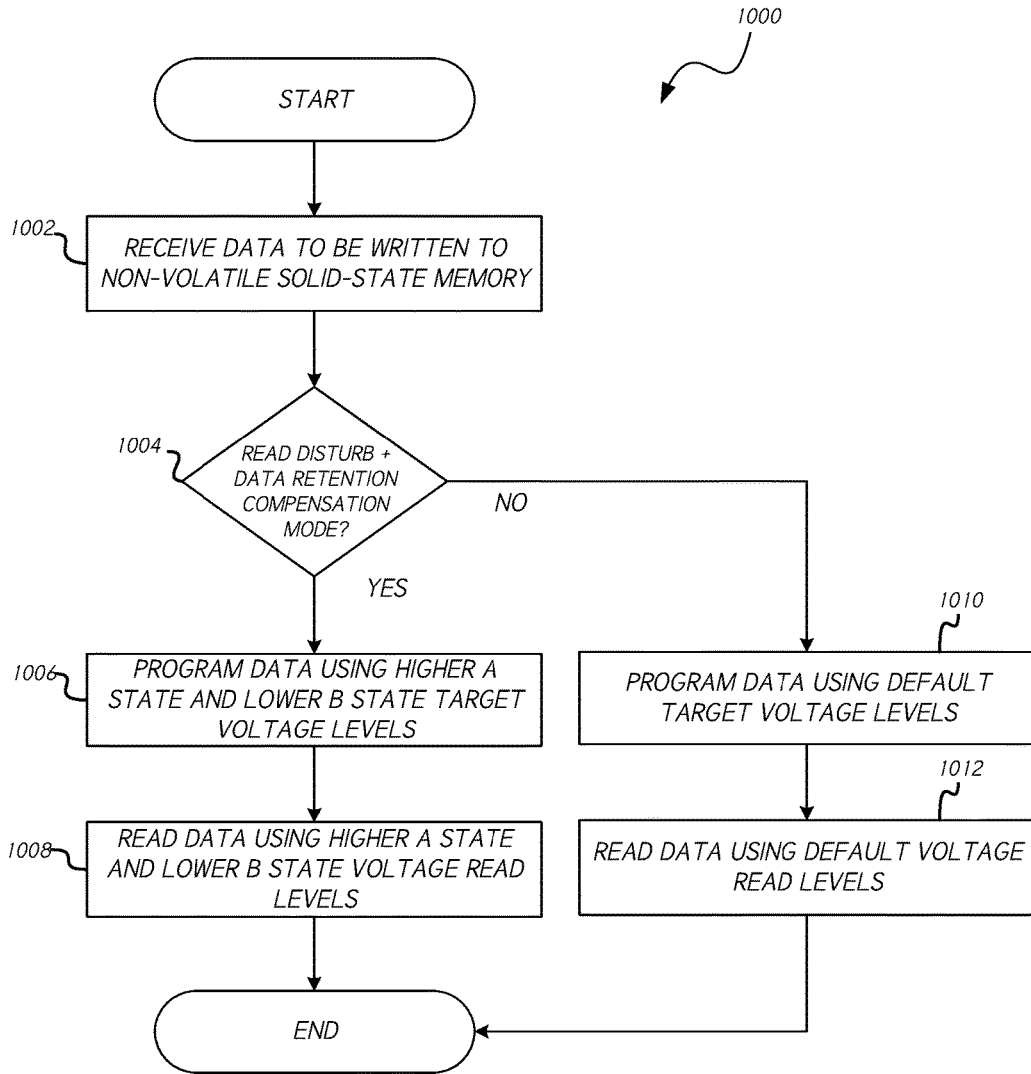 1000
START
1002
RECEIVE DATA TO BE WRITTEN TO
NON-VOLATILE SOLID-STATE MEMORY
1004
READ DISTURB +
DATA RETENTION
COMPENSATION
MODE?
NO
YES
1006
PROGRAM DATA USING HIGHER A
STATE AND LOWER B STATE TARGET
VOLTAGE LEVELS
1010
PROGRAM DATA USING DEFAULT
TARGET VOLTAGE LEVELS
1008
READ DATA USING HIGHER A STATE
AND LOWER B STATE VOLTAGE READ
LEVELS
1012
READ DATA USING DEFAULT VOLTAGE
READ LEVELS
END